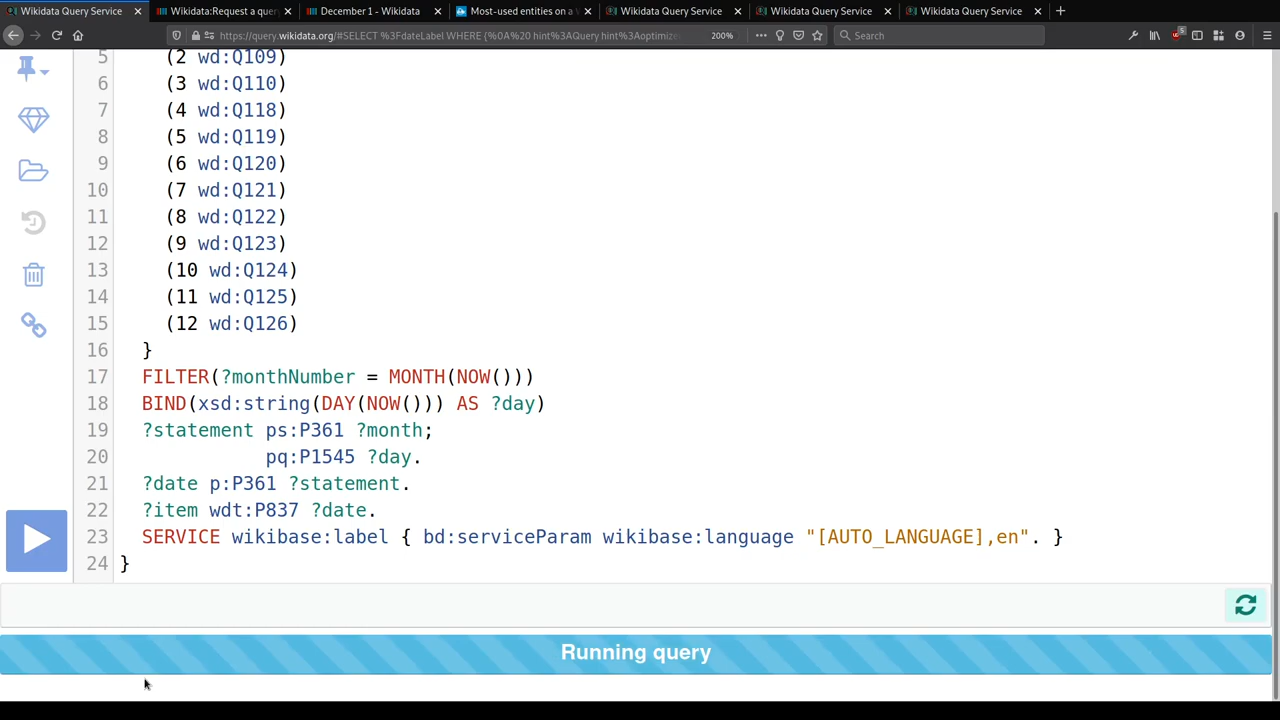 Wikidata Query Service
Wikidata:Request a quer
December 1 - Wikidata
Most-used entities on a
Wikidata Query Service
Wikidata Query Service
Wikidata Query Service
https://query.wikidata.org/#SELECT %3FdateLabel WHERE {%0A%20 hint%3AQuery hint%3Aoptimize
200%
Search
5 (2 wd:Q109)
6 (3 wd:Q110)
7 (4 wd:Q118)
8 (5 wd:Q119)
9 (6 wd:Q120)
10 (7 wd:Q121)
11 (8 wd:Q122)
12 (9 wd:Q123)
13 (10 wd:Q124)
14 (11 wd:Q125)
15 (12 wd:Q126)
16 }
17 FILTER(?monthNumber = MONTH(NOW()))
18 BIND(xsd:string(DAY(NOW())) AS ?day)
19 ?statement ps:P361 ?month;
20 pq:P1545 ?day.
21 ?date p:P361 ?statement.
22 ?item wdt:P837 ?date.
23 SERVICE wikibase:label { bd:serviceParam wikibase:language "[AUTO_LANGUAGE],en". }
24 }
Running query